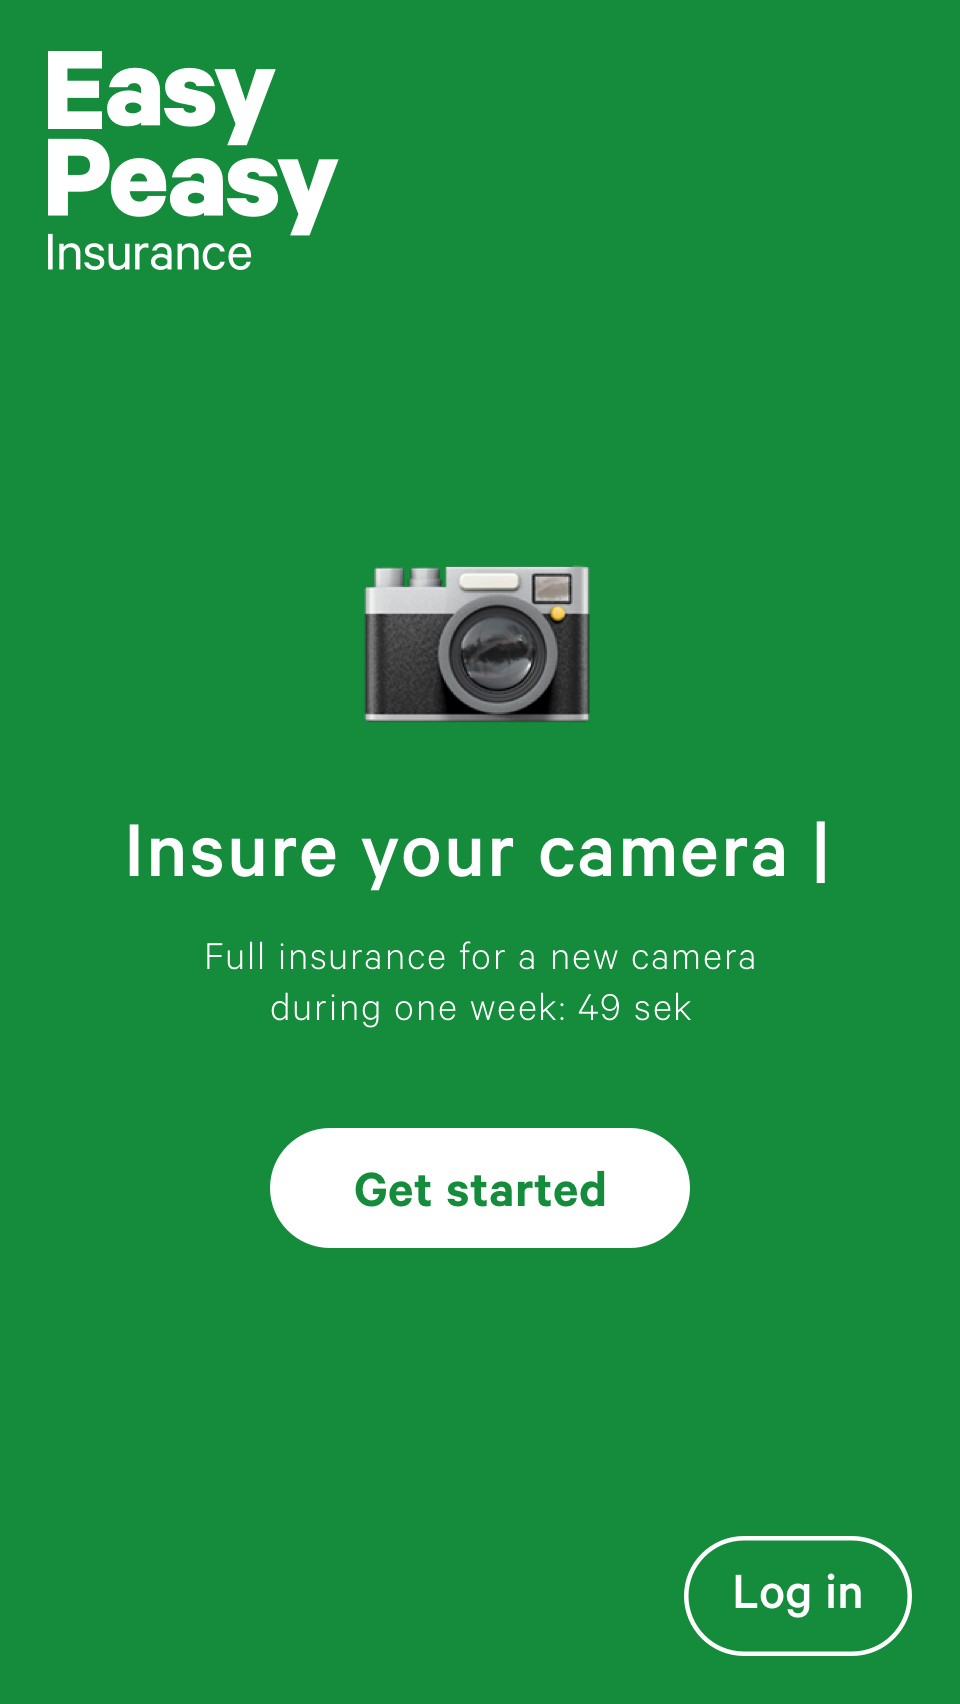 Easy
Peasy
Insurance
Insure your camera |
Full insurance for a new camera
during one week: 49 sek
Get started
Log in